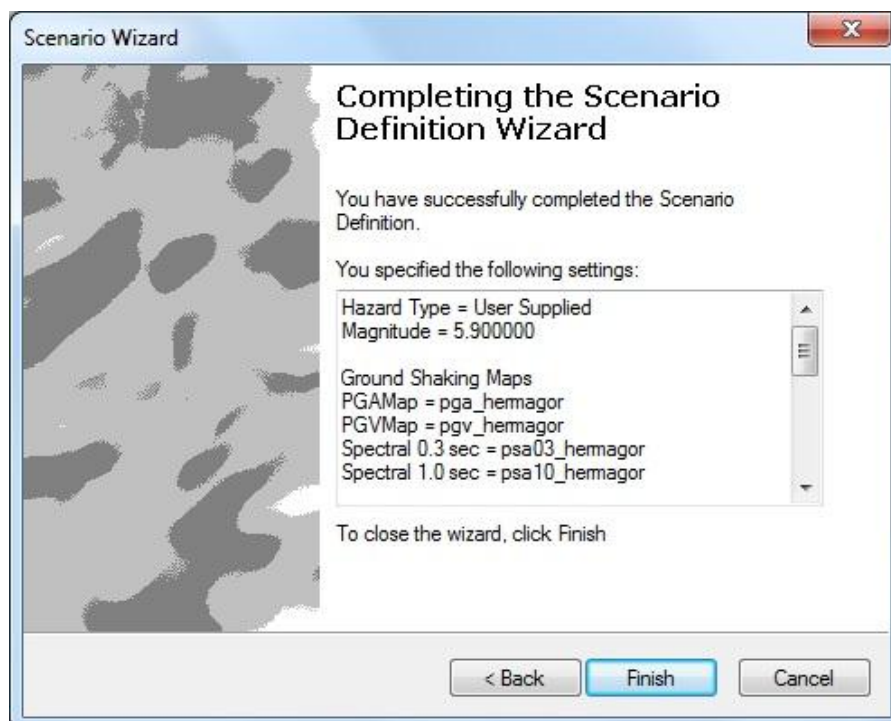 Scenario Wizard
Completing the Scenario
Definition Wizard
You have successfully completed the Scenario
Definition.
You specified the following settings:
Hazard Type = User Supplied
Magnitude = 5.900000
Ground Shaking Maps
PGAMap = pga_hermagor
PGVMap = pgv_hermagor
Spectral 0.3 sec = psa03_hermagor
Spectral 1.0 sec = psa10_hermagor
To close the wizard, click Finish
< Back
Finish
Cancel